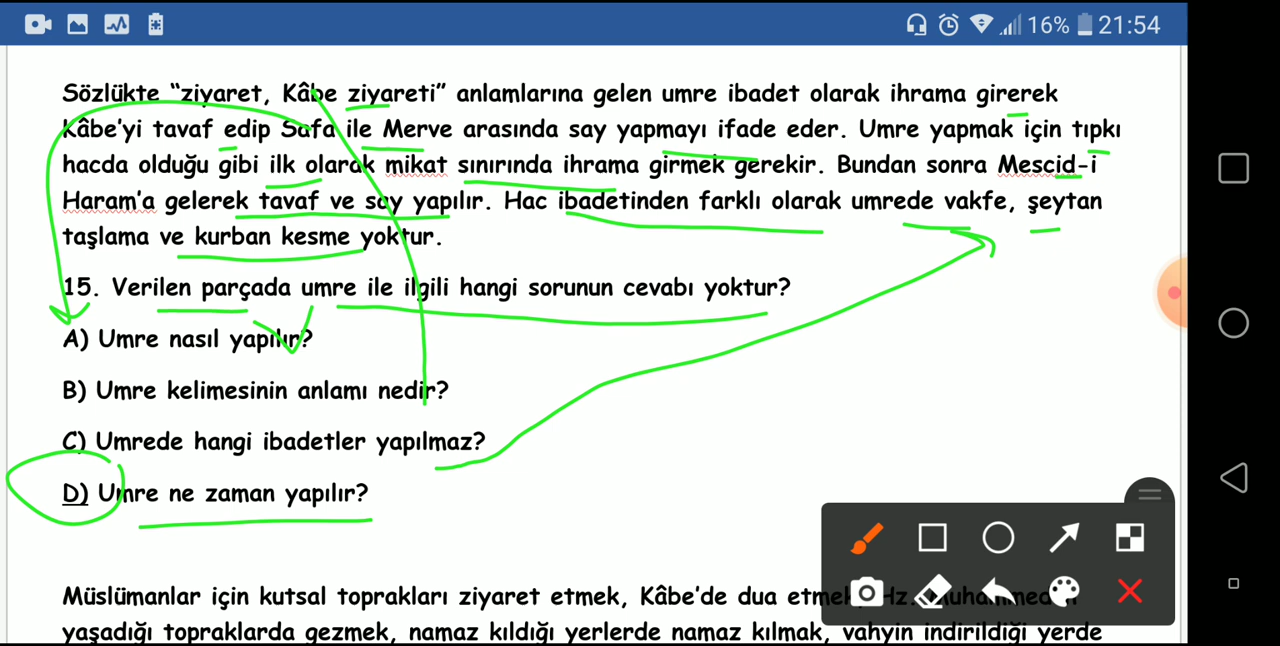 16% 21:54
Sözlükte “ziyaret, Kâbe ziyareti” anlamlarına gelen umre ibadet olarak ihrama girerek
Kâbe’yi tavaf edip Safa ile Merve arasında say yapmayı ifade eder. Umre yapmak için tıpkı
hacda olduğu gibi ilk olarak mikat sınırında ihrama girmek gerekir. Bundan sonra Mescid-i
Haram’a gelerek tavaf ve say yapılır. Hac ibadetinden farklı olarak umrede vakfe, şeytan
taşlama ve kurban kesme yoktur.
15. Verilen parçada umre ile ilgili hangi sorunun cevabı yoktur?
A) Umre nasıl yapılır?
B) Umre kelimesinin anlamı nedir?
C) Umrede hangi ibadetler yapılmaz?
D) Umre ne zaman yapılır?
Müslümanlar için kutsal toprakları ziyaret etmek, Kâbe’de dua etmek, Hz. Muhammed’in
yaşadığı topraklarda gezmek, namaz kıldığı yerlerde namaz kılmak, vahyin indirildiği yerde